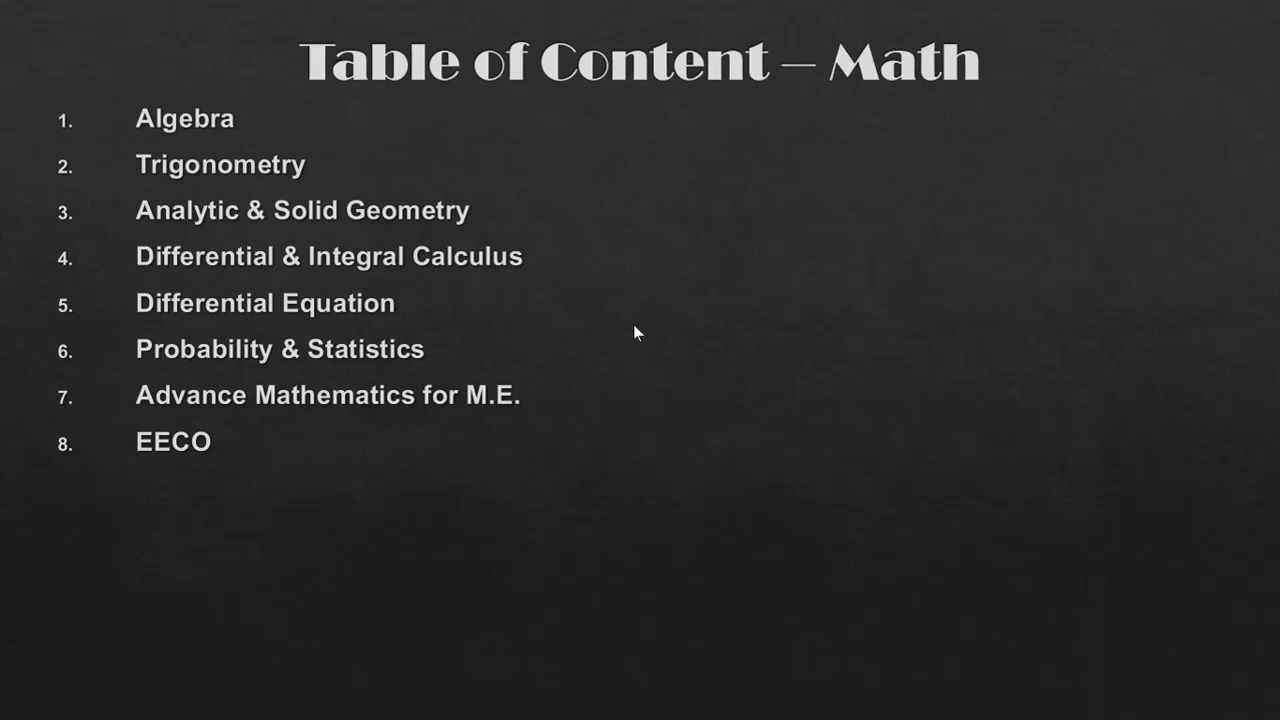 Table of Content – Math
1. Algebra
2. Trigonometry
3. Analytic & Solid Geometry
4. Differential & Integral Calculus
5. Differential Equation
6. Probability & Statistics
7. Advance Mathematics for M.E.
8. EECO